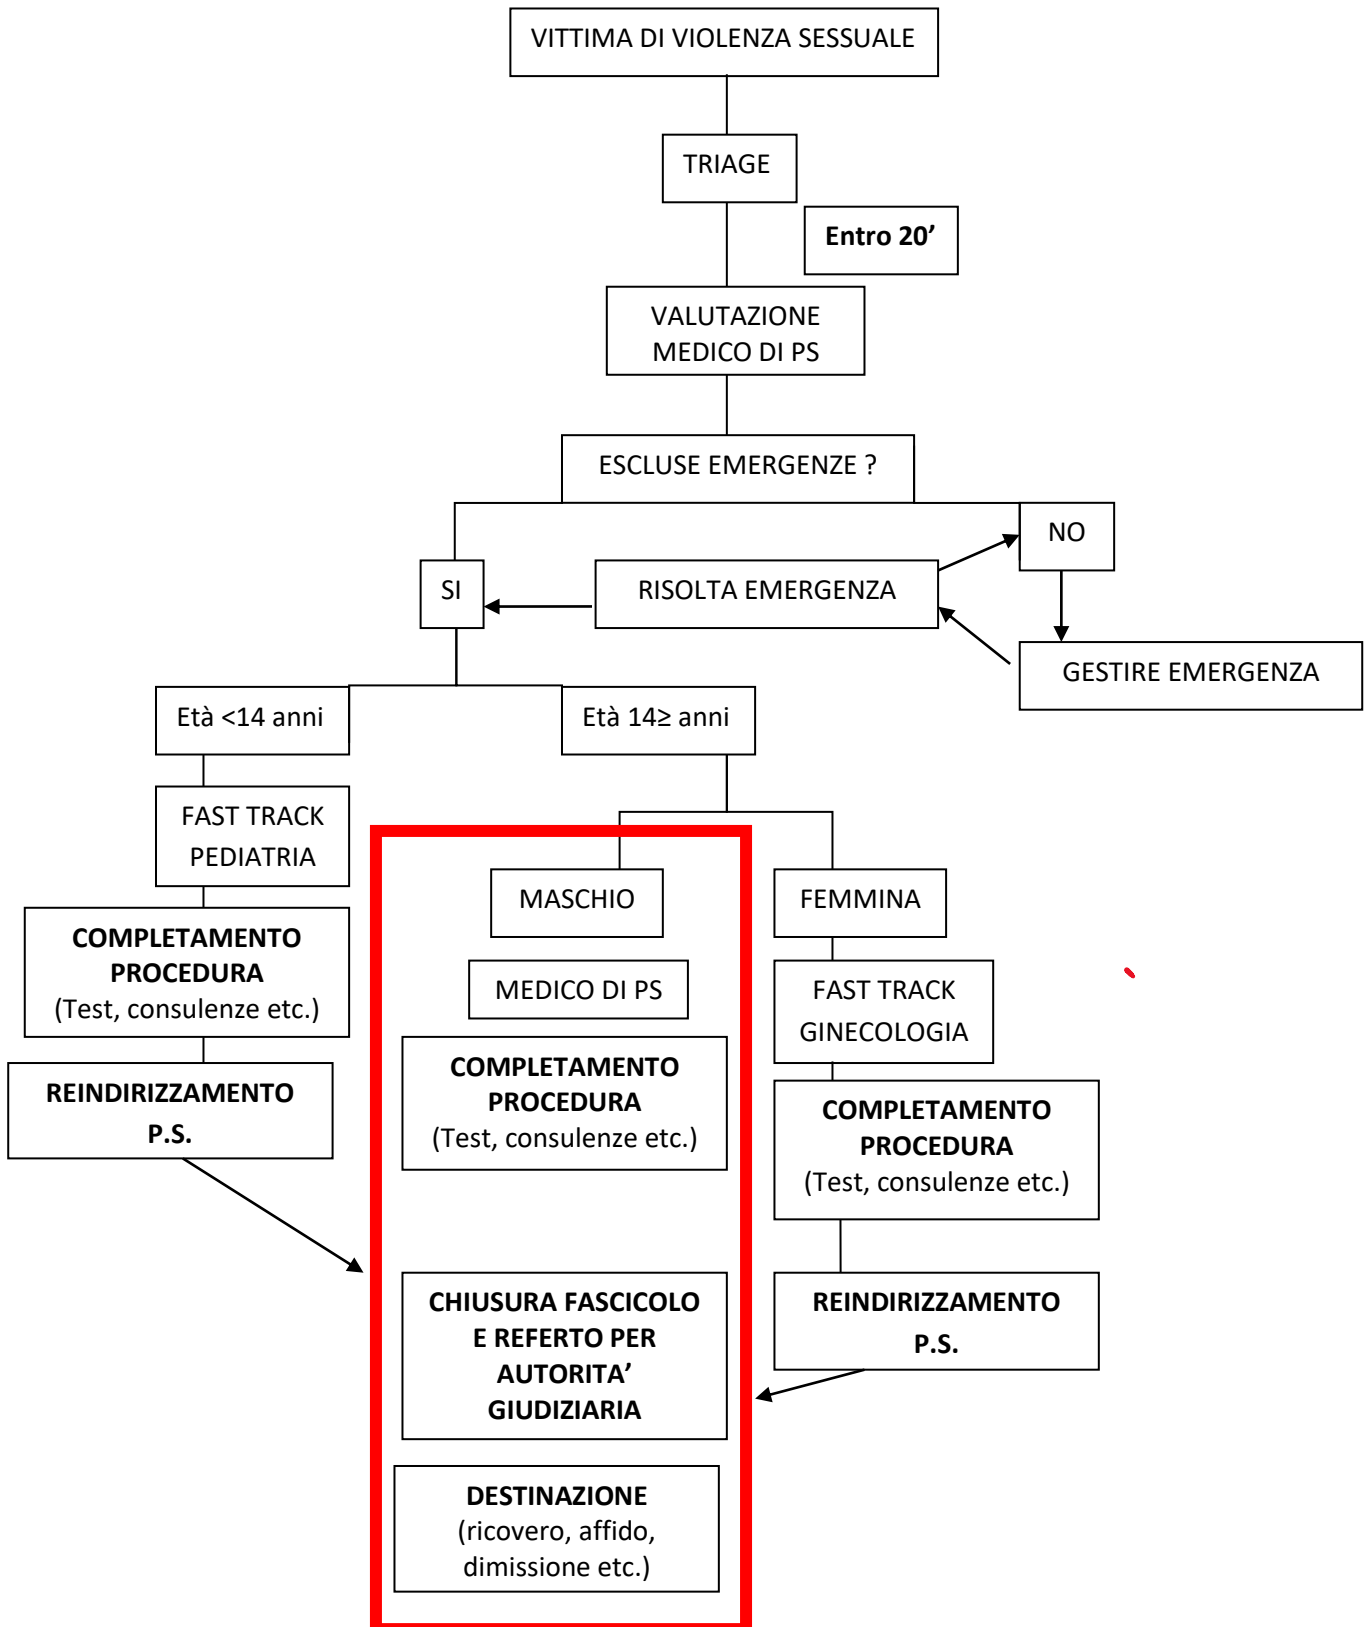 VITTIMA DI VIOLENZA SESSUALE
TRIAGE
Entro 20’
VALUTAZIONE
MEDICO DI PS
ESCLUSE EMERGENZE ?
NO
SI
RISOLTA EMERGENZA
GESTIRE EMERGENZA
Età <14 anni
Età 14≥ anni
FAST TRACK
PEDIATRIA
COMPLETAMENTO
PROCEDURA
(Test, consulenze etc.)
REINDIRIZZAMENTO
P.S.
MASCHIO
MEDICO DI PS
COMPLETAMENTO
PROCEDURA
(Test, consulenze etc.)
FEMMINA
FAST TRACK
GINECOLOGIA
COMPLETAMENTO
PROCEDURA
(Test, consulenze etc.)
REINDIRIZZAMENTO
P.S.
CHIUSURA FASCICOLO
E REFERTO PER
AUTORITA’
GIUDIZIARIA
DESTINAZIONE
(ricovero, affido,
dimissione etc.)